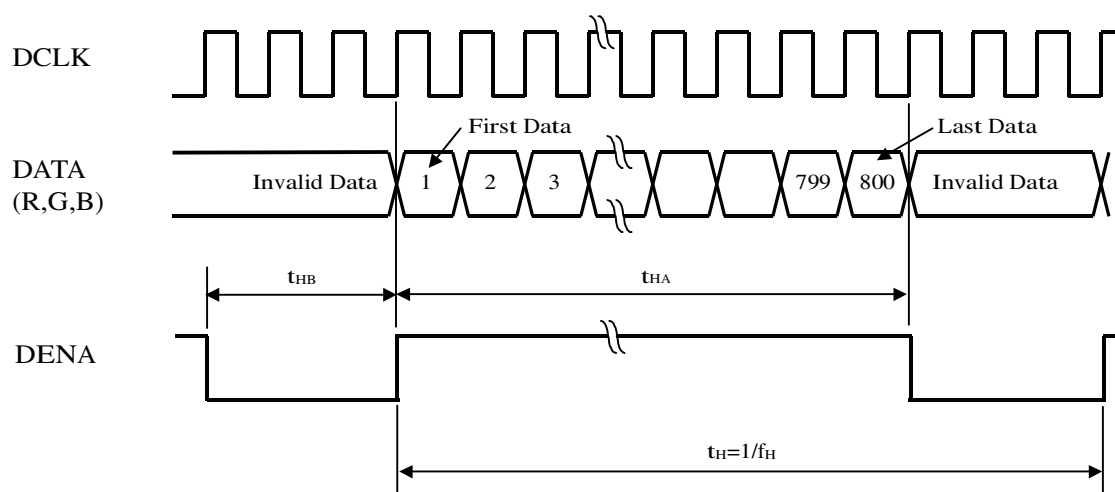 DCLK
First Data
Last Data
DATA
(R,G,B)
Invalid Data 1 2 3 799 800 Invalid Data
tHB
tHA
DENA
tH=1/fH